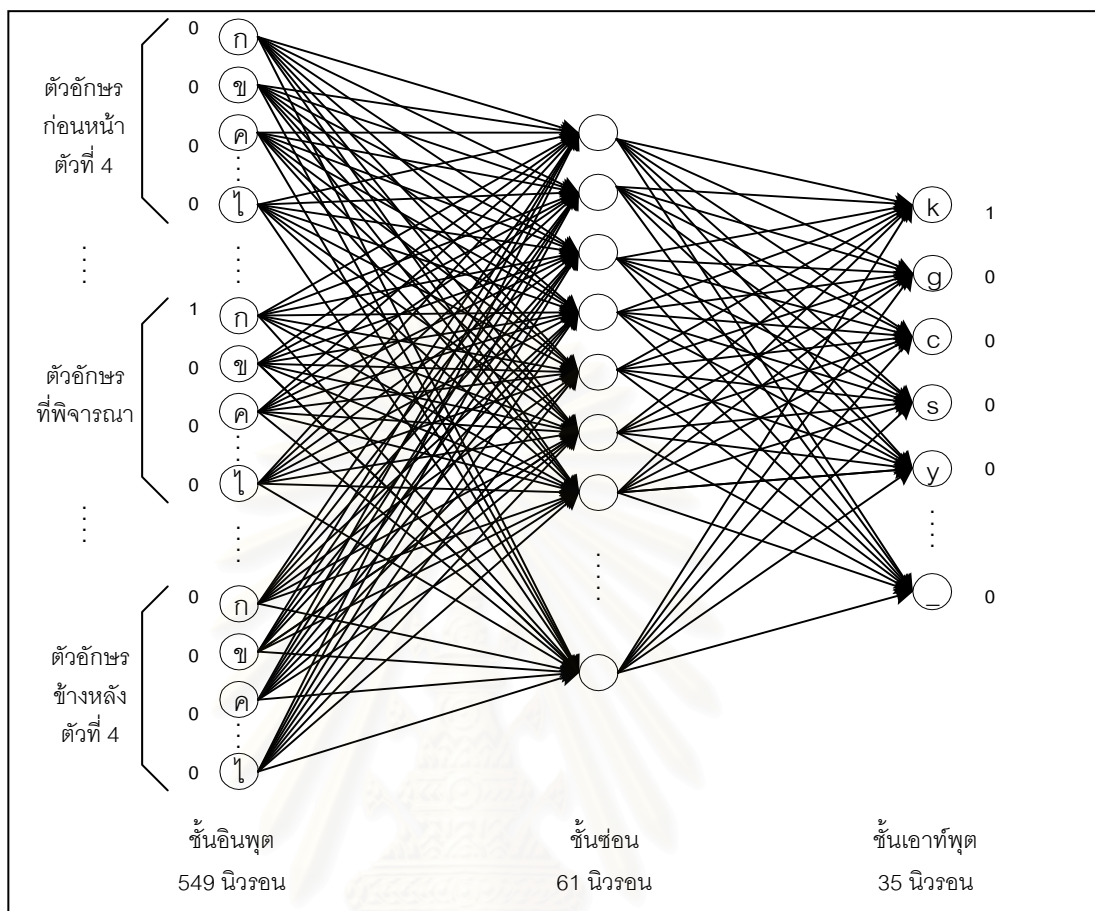 ตัวอักษร
ก่อนหน้า
ตัวที่ 4
0 ก
0 ข
0 ค
0 ไ
ตัวอักษร
ที่พิจารณา
1 ก
0 ข
0 ค
0 ไ
ตัวอักษร
ข้างหลัง
ตัวที่ 4
0 ก
0 ข
0 ค
0 ไ
k 1
g 0
c 0
s 0
y 0
_ 0
ชั้นอินพุต
549 นิวรอน
ชั้นซ่อน
61 นิวรอน
ชั้นเอาท์พุต
35 นิวรอน